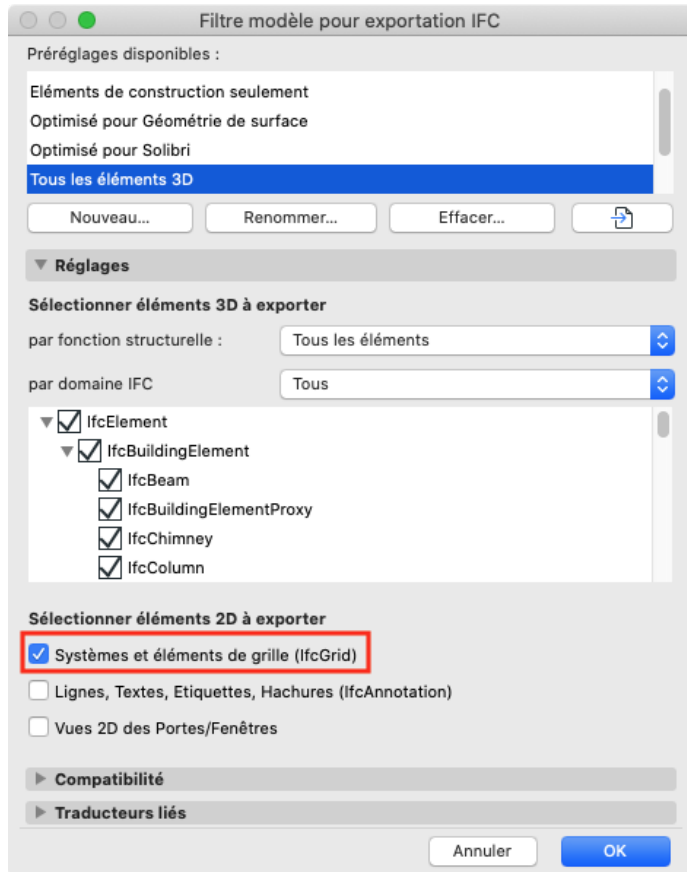 Filtre modèle pour exportation IFC
Préréglages disponibles :
Eléments de construction seulement
Optimisé pour Géométrie de surface
Optimisé pour Solibri
Tous les éléments 3D
Nouveau... Renommer... Effacer...
Réglages
Sélectionner éléments 3D à exporter
par fonction structurelle : Tous les éléments
par domaine IFC Tous
IfcElement
IfcBuildingElement
IfcBeam
IfcBuildingElementProxy
IfcChimney
IfcColumn
Sélectionner éléments 2D à exporter
Systèmes et éléments de grille (IfcGrid)
Lignes, Textes, Etiquettes, Hachures (IfcAnnotation)
Vues 2D des Portes/Fenêtres
Compatibilité
Traducteurs liés
Annuler OK